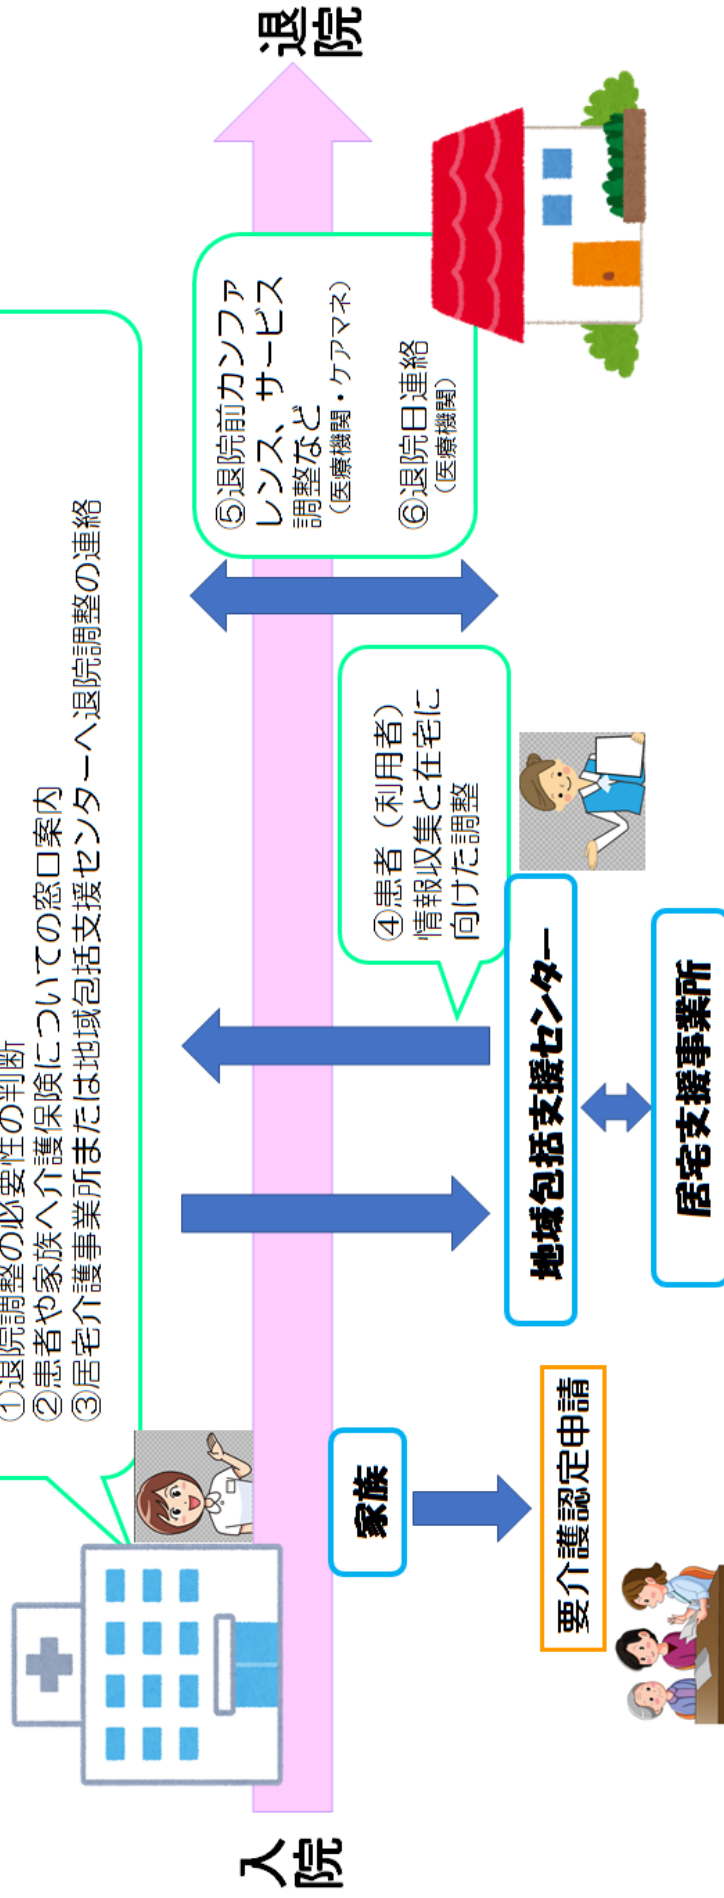 入院
退院
①退院調整の必要性の判断
②患者や家族へ介護保険についての窓口案内
③居宅介護事業所または地域包括支援センターへ退院調整の連絡
⑤退院前カンファ
レンス、サービス
調整など
（医療機関・ケアマネ）
⑥退院日連絡
（医療機関）
④患者（利用者）
情報収集と在宅に
向けた調整
家族
要介護認定申請
地域包括支援センター
居宅支援事業所